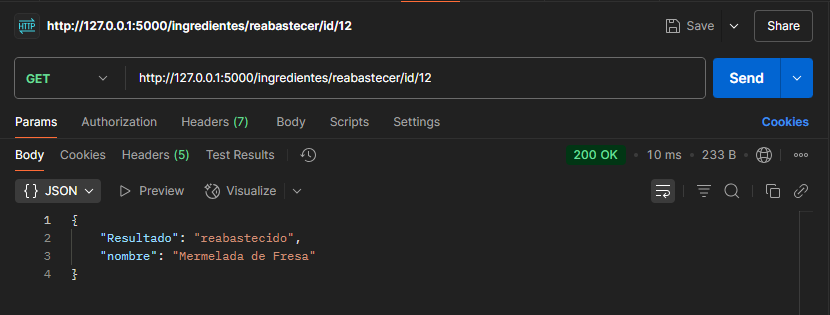 HTTP http://127.0.0.1:5000/ingredientes/reabastecer/id/12 Save Share
GET http://127.0.0.1:5000/ingredientes/reabastecer/id/12 Send
Params Authorization Headers (7) Body Scripts Settings Cookies
Body Cookies Headers (5) Test Results 200 OK • 10 ms • 233 B
{} JSON Preview Visualize
1 {
2 "Resultado": "reabastecido",
3 "nombre": "Mermelada de Fresa"
4 }